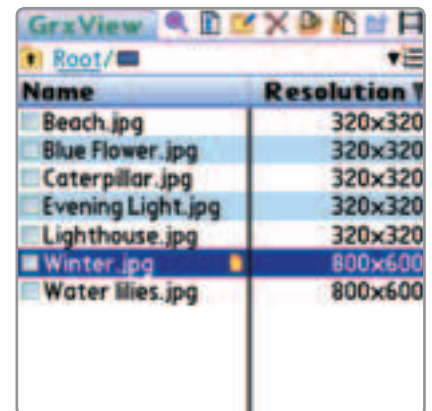 GrxView
Root/
Name Resolution
Beach.jpg 320x320
Blue Flower.jpg 320x320
Caterpillar.jpg 320x320
Evening Light.jpg 320x320
Lighthouse.jpg 320x320
Winter.jpg 800x600
Water lilies.jpg 800x600